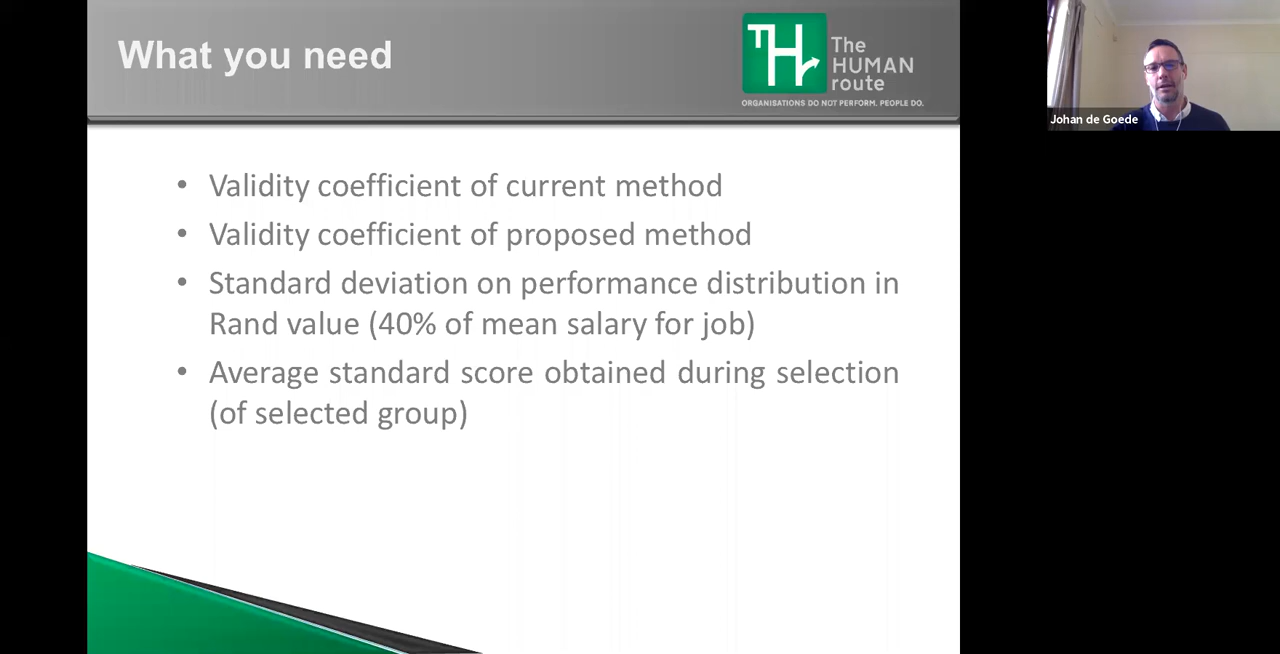 What you need
TH
The
HUMAN
route
ORGANISATIONS DO NOT PERFORM. PEOPLE DO.
Johan de Goede
• Validity coefficient of current method
• Validity coefficient of proposed method
• Standard deviation on performance distribution in
Rand value (40% of mean salary for job)
• Average standard score obtained during selection
(of selected group)